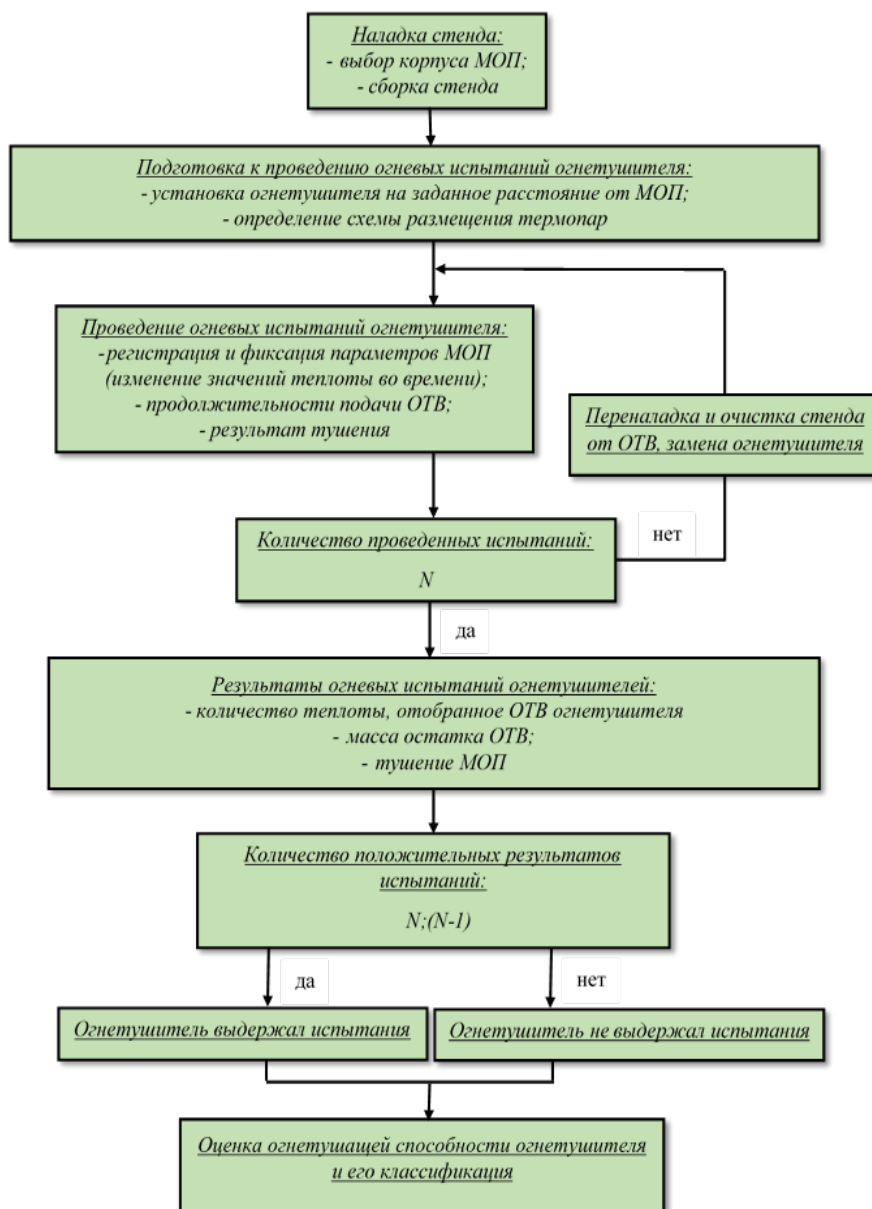 Наладка стенда:
- выбор корпуса МОП;
- сборка стенда
Подготовка к проведению огневых испытаний огнетушителя:
- установка огнетушителя на заданное расстояние от МОП;
- определение схемы размещения термопар
Проведение огневых испытаний огнетушителя:
-регистрация и фиксация параметров МОП
(изменение значений теплоты во времени);
- продолжительности подачи ОТВ;
- результат тушения
Переналадка и очистка стенда
от ОТВ, замена огнетушителя
Количество проведенных испытаний:
N
нет
да
Результаты огневых испытаний огнетушителей:
- количество теплоты, отобранное ОТВ огнетушителя
- масса остатка ОТВ;
- тушение МОП
Количество положительных результатов
испытаний:
N;(N-1)
да
нет
Огнетушитель выдержал испытания
Огнетушитель не выдержал испытания
Оценка огнетушащей способности огнетушителя
и его классификация